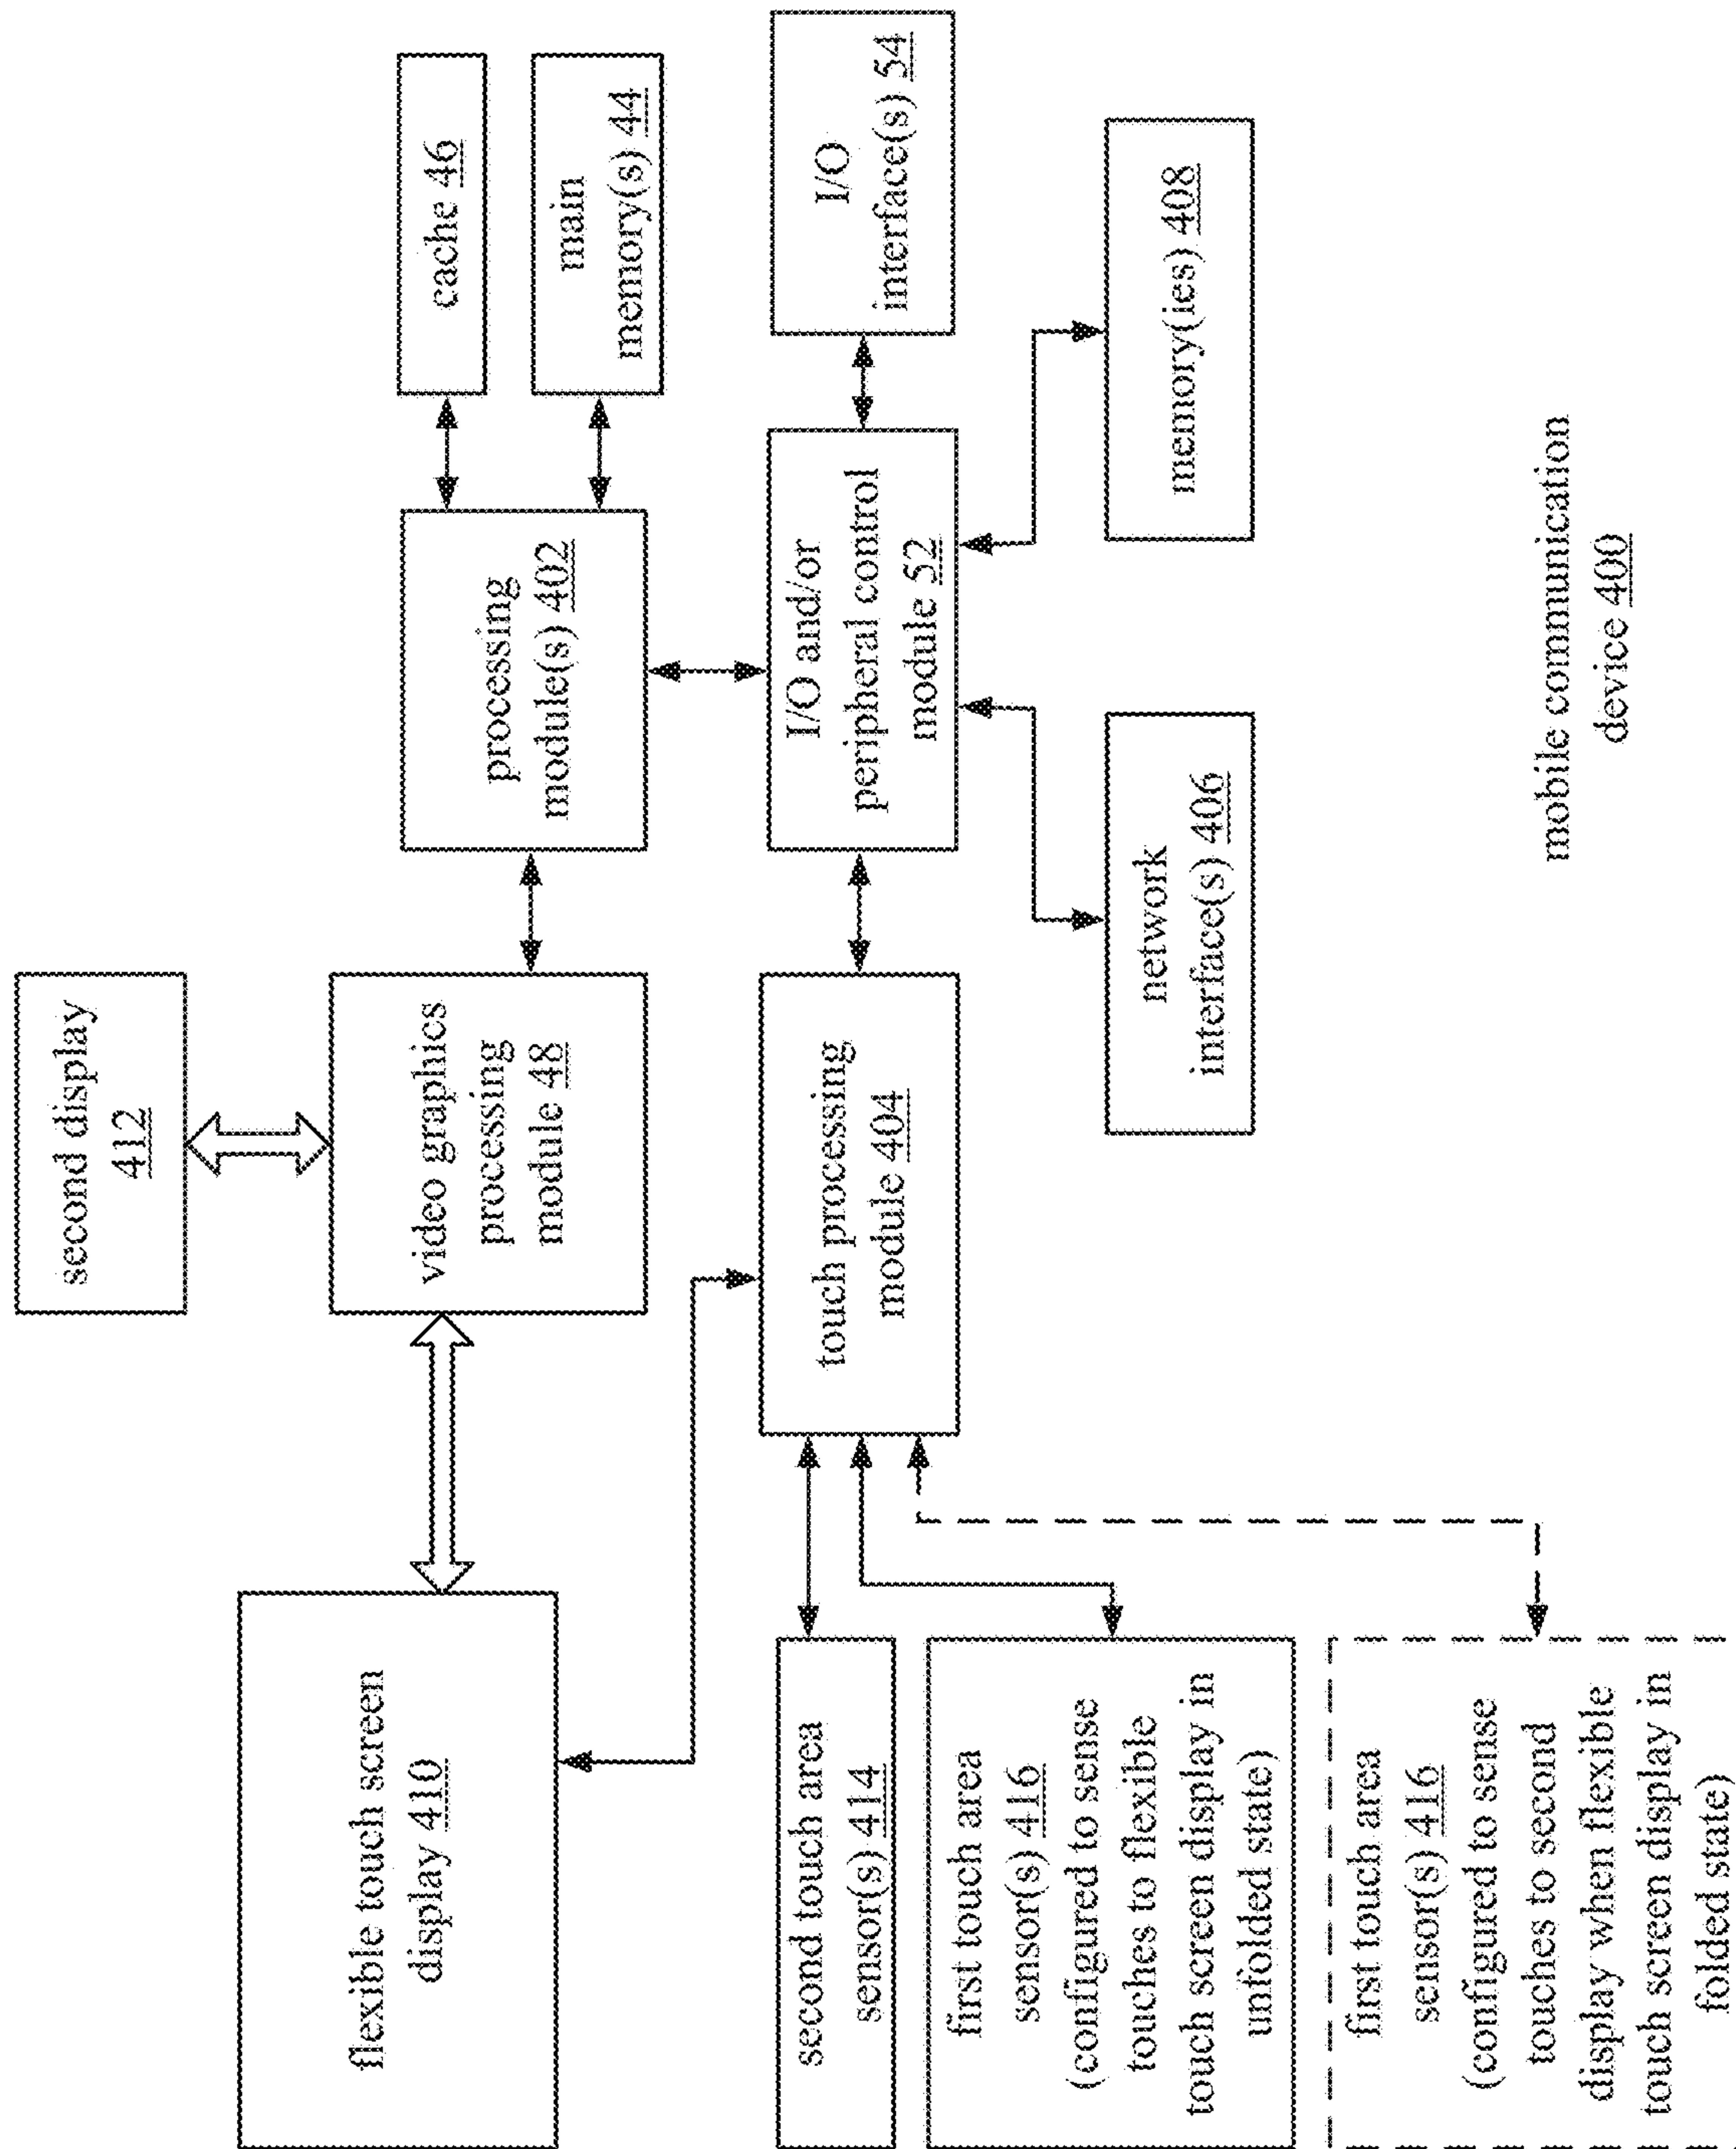 second display
412
flexible touch screen
display 410
video graphics
processing
module 48
processing
module(s) 402
cache 46
main
memory(s) 44
second touch area
sensor(s) 414
first touch area
sensor(s) 416
(configured to sense
touches to flexible
touch screen display in
unfolded state)
first touch area
sensor(s) 416
(configured to sense
touches to second
display when flexible
touch screen display in
folded state)
touch processing
module 404
I/O and/or
peripheral control
module 52
I/O
interface(s) 54
network
interface(s) 406
memory(ies) 408
mobile communication
device 400